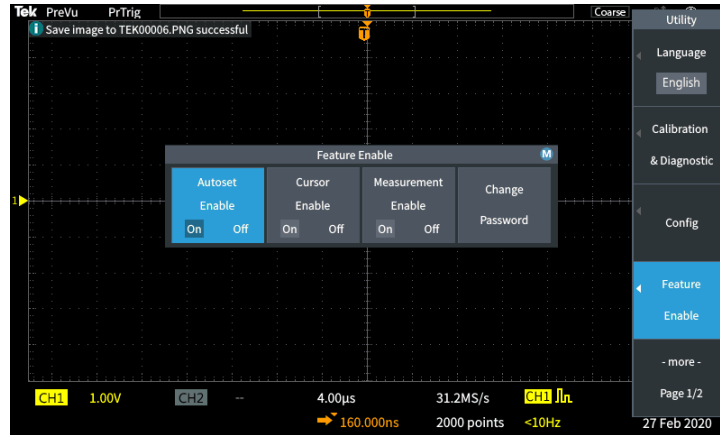 Tek PreVu PrTrig Coarse
Save image to TEK00006.PNG successful
Utility
Language
English
Calibration
& Diagnostic
Config
Feature
Enable
- more -
Page 1/2
Feature Enable M
Autoset
Enable
On Off
Cursor
Enable
On Off
Measurement
Enable
On Off
Change
Password
1
CH1 1.00V CH2 -- 4.00µs 31.2MS/s CH1
160.000ns 2000 points <10Hz 27 Feb 2020